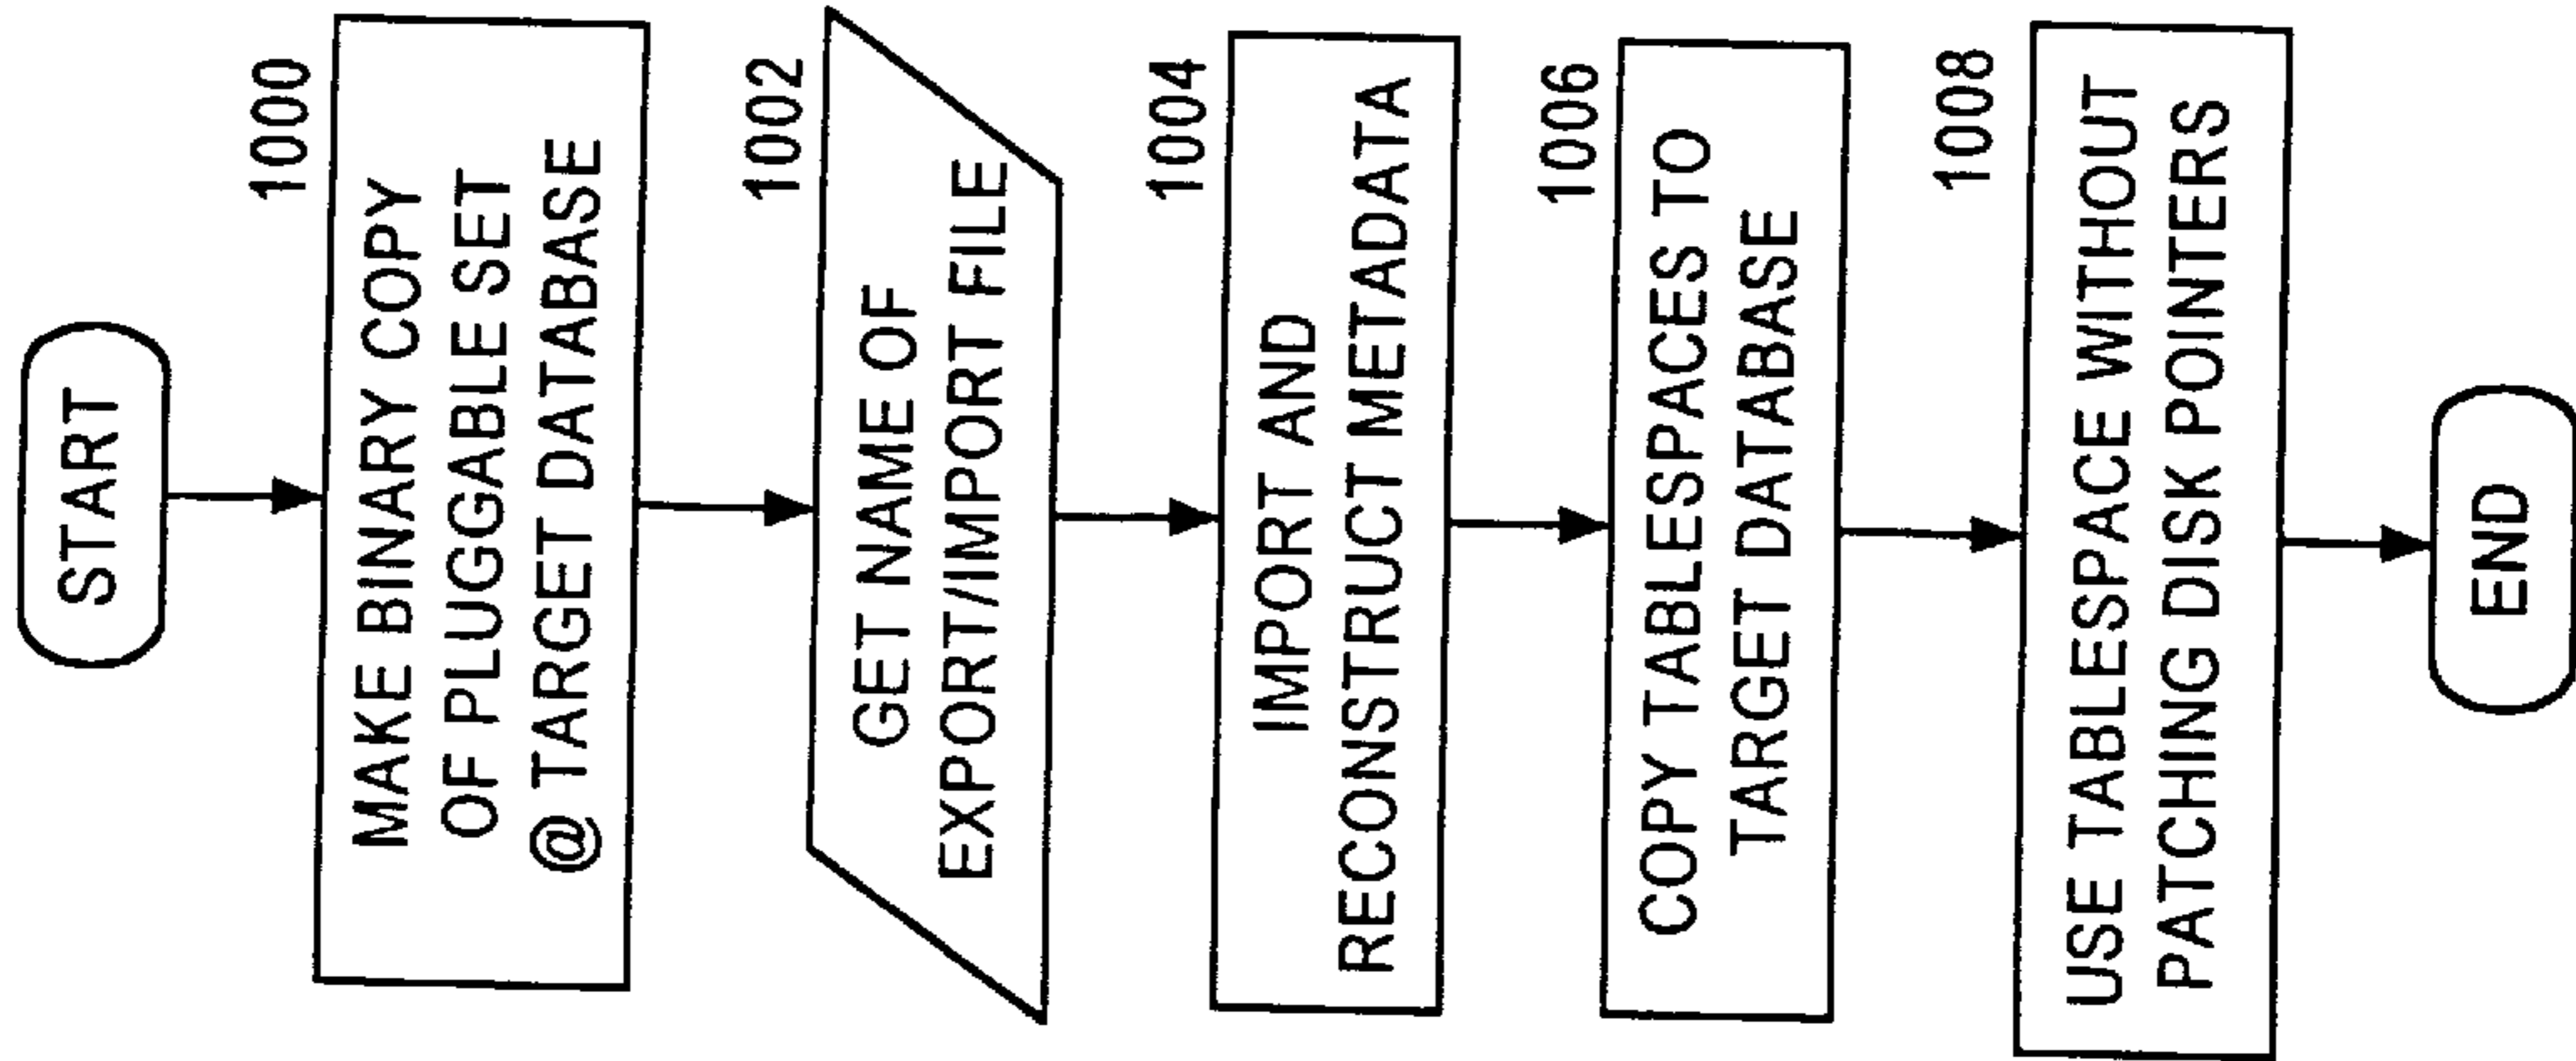 START
1000
MAKE BINARY COPY
OF PLUGGABLE SET
@ TARGET DATABASE
1002
GET NAME OF
EXPORT/IMPORT FILE
1004
IMPORT AND
RECONSTRUCT METADATA
1006
COPY TABLESPACES TO
TARGET DATABASE
1008
USE TABLESPACE WITHOUT
PATCHING DISK POINTERS
END